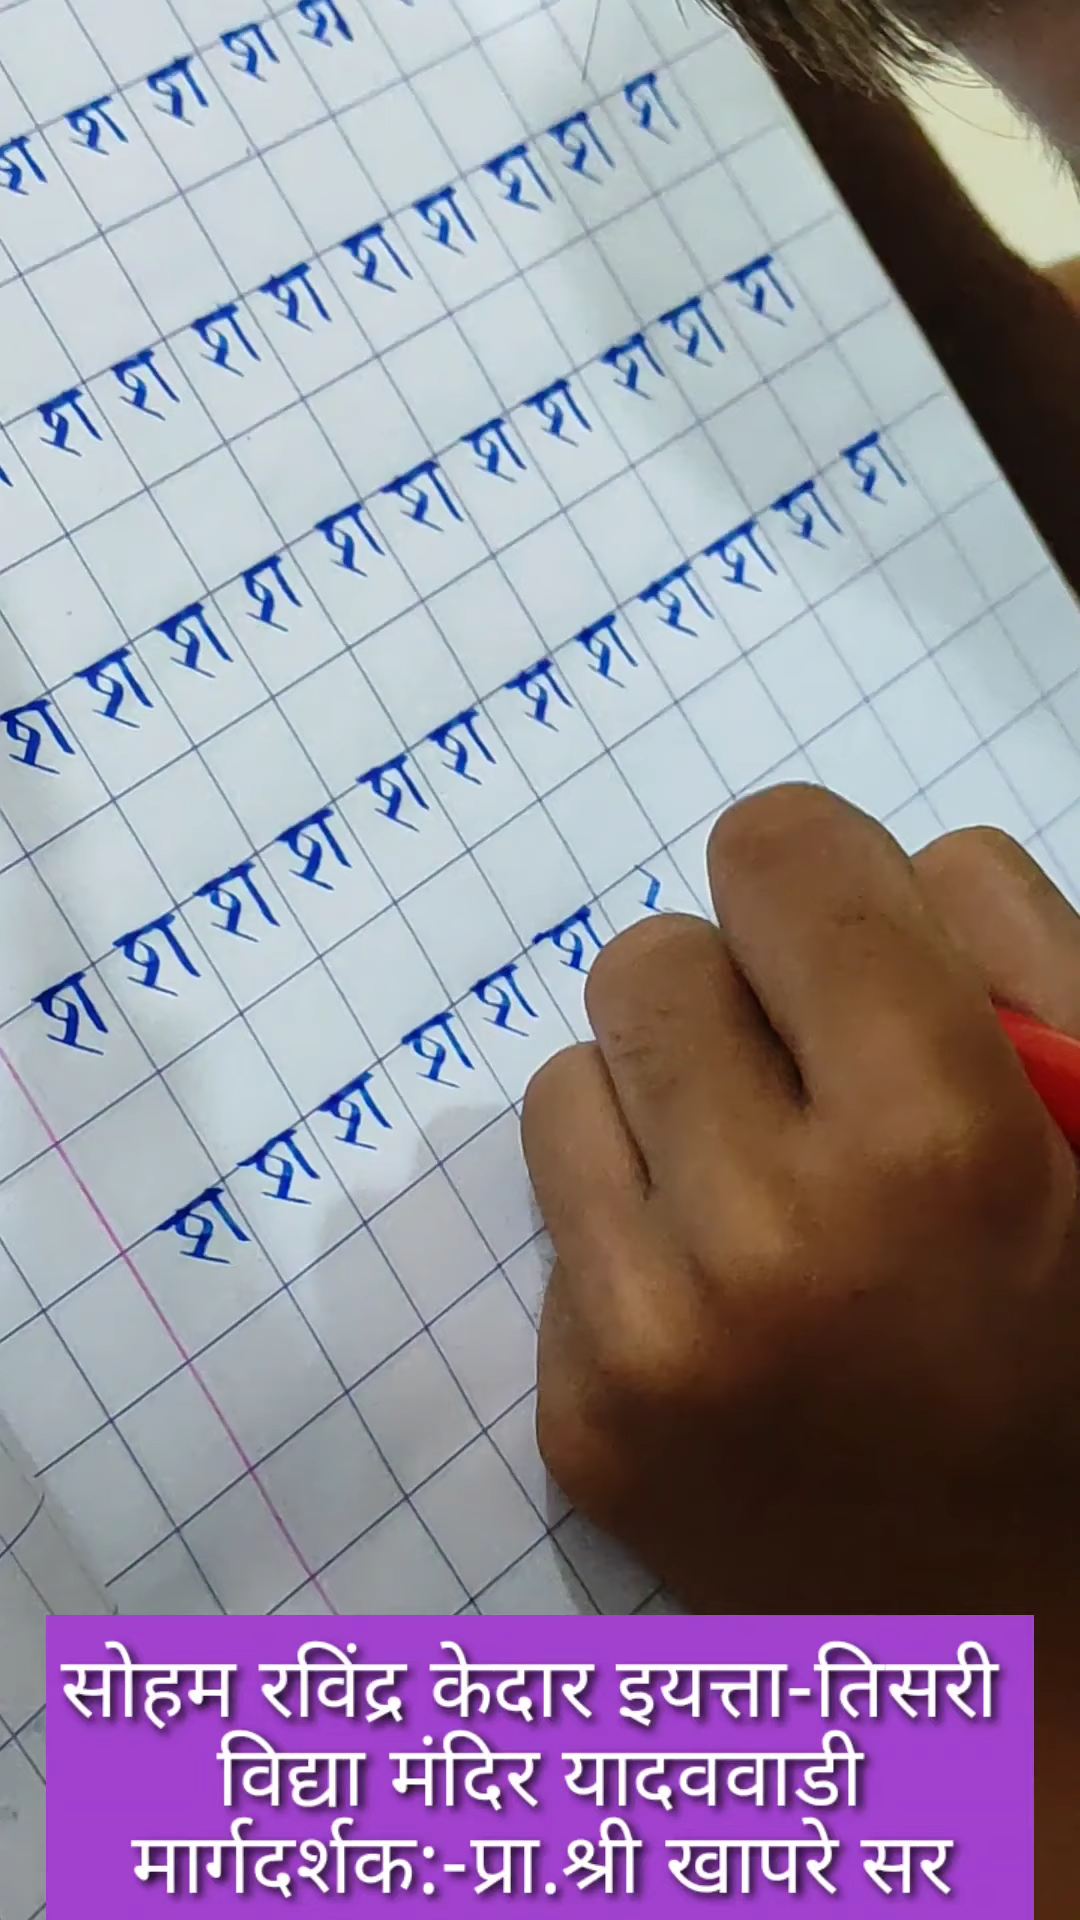 श श श श श
श श श श श श श श श
श श श श श श श श श श श
श श श श श श श श श श श
श श श श श श
सोहम रविंद्र केदार इयत्ता-तिसरी
विद्या मंदिर यादववाडी
मार्गदर्शक:-प्रा.श्री खापरे सर